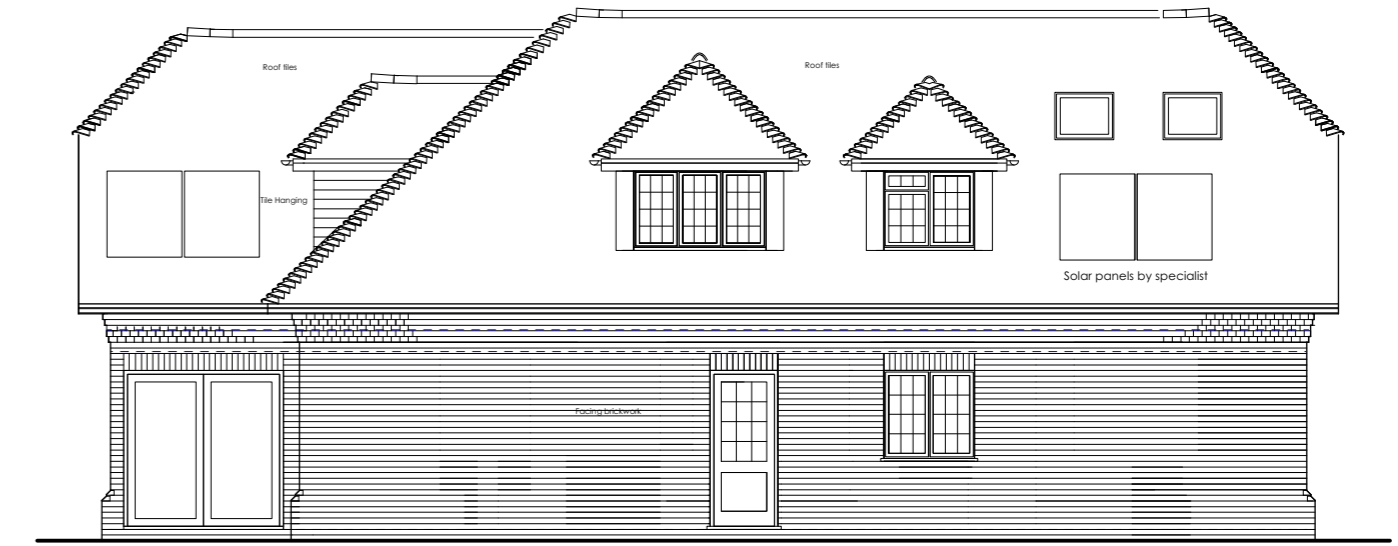 Roof tiles
Roof tiles
Tile Hanging
Solar panels by specialist
Facing brickwork